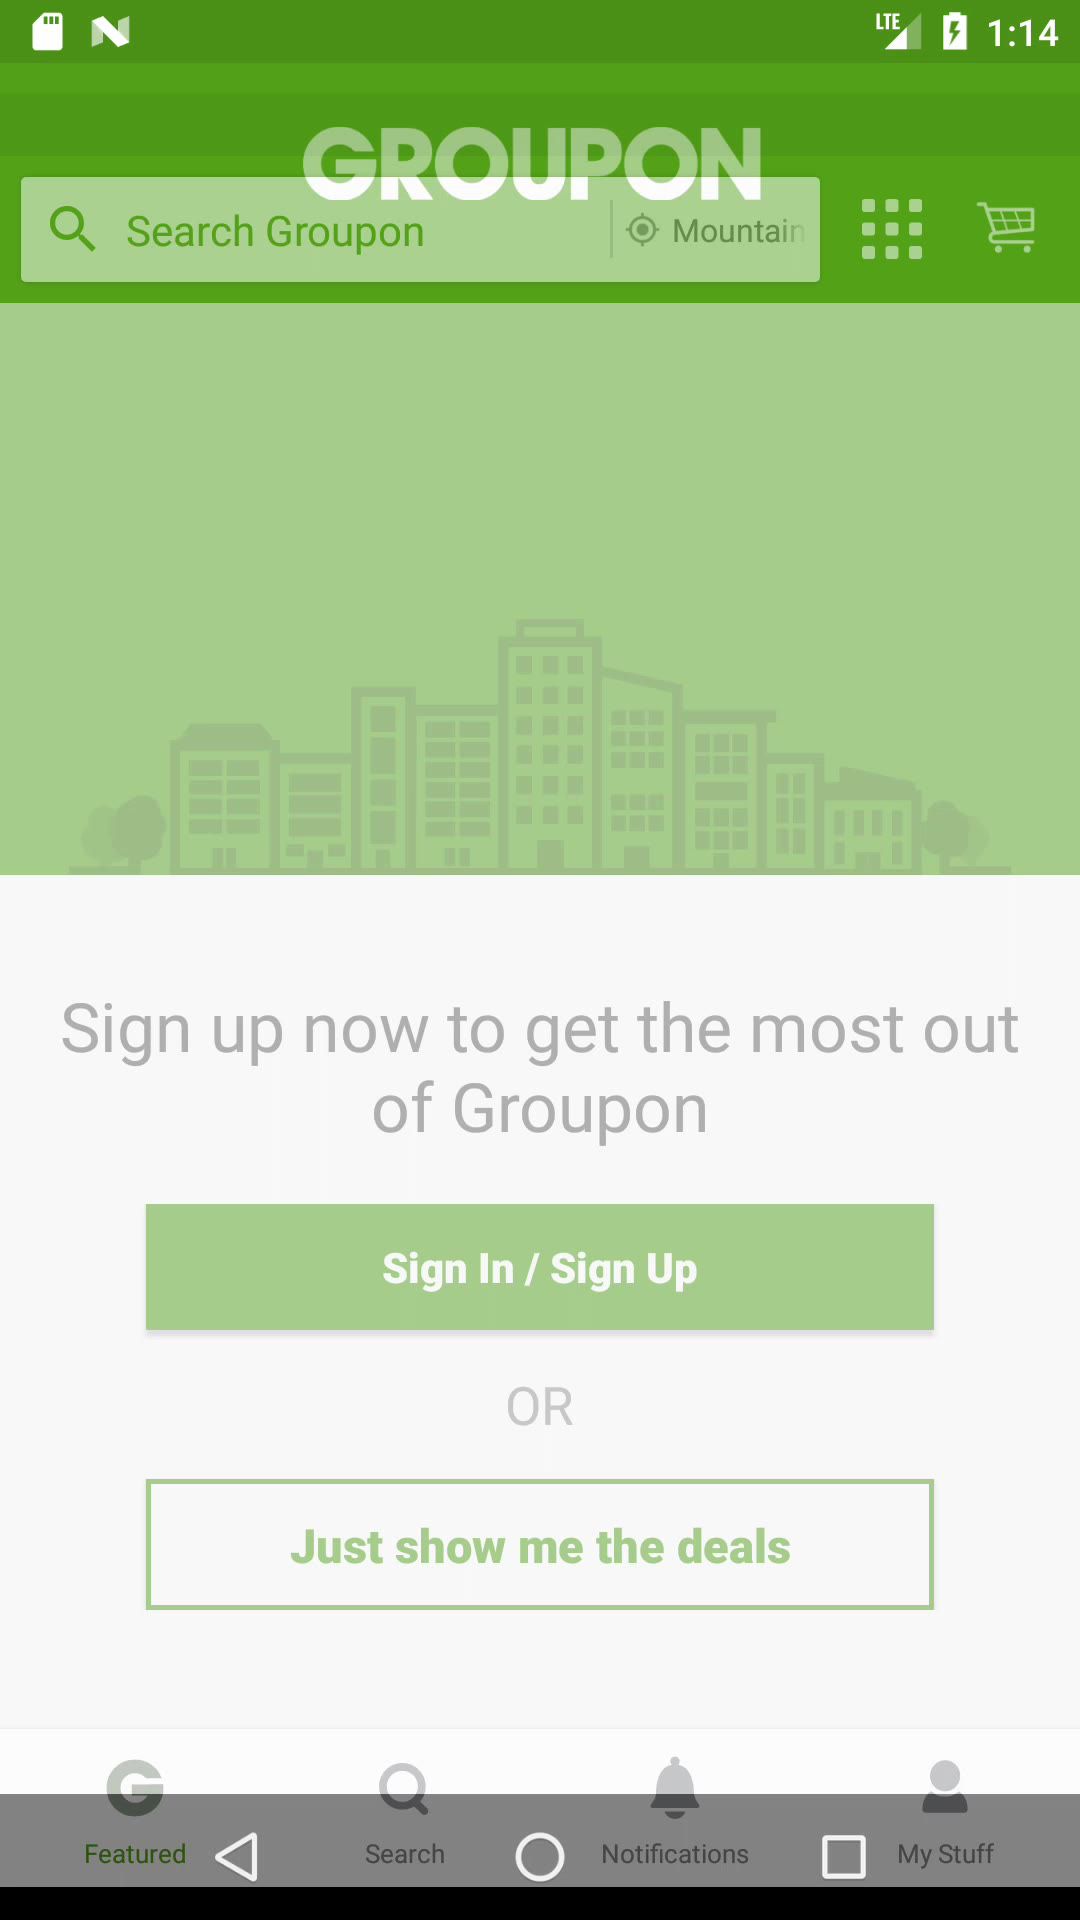 LTE 1:14
GROUPON
Search Groupon
Mountain
Sign up now to get the most out
of Groupon
Sign In / Sign Up
OR
Just show me the deals
Featured
Search
Notifications
My Stuff